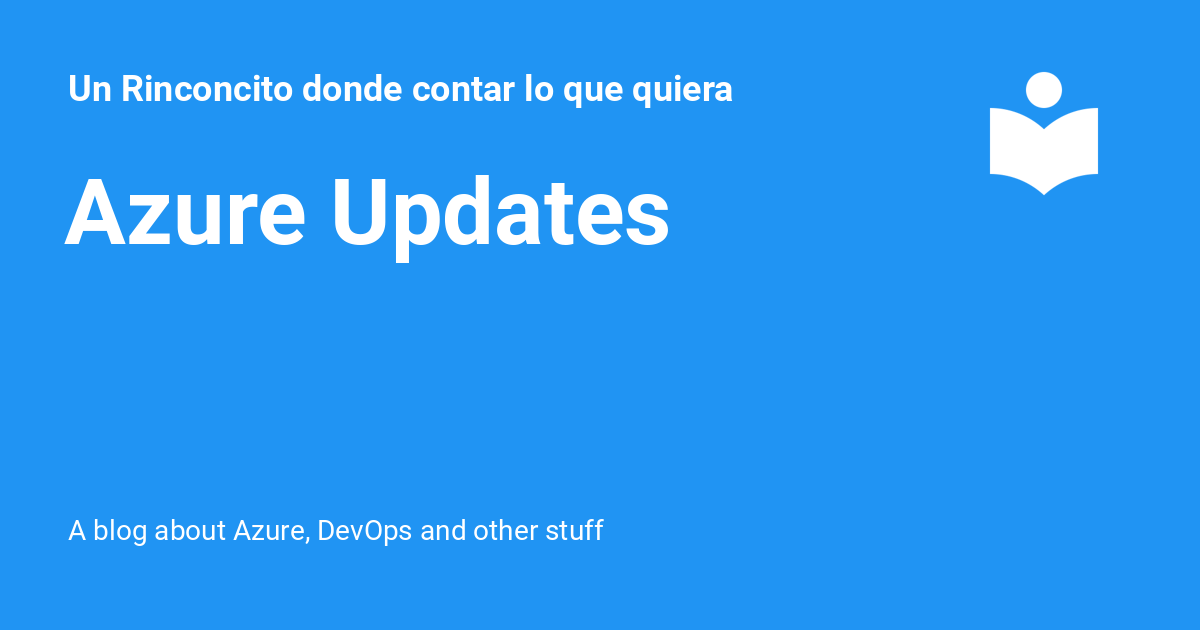 Un Rinconcito donde contar lo que quiera
Azure Updates
A blog about Azure, DevOps and other stuff